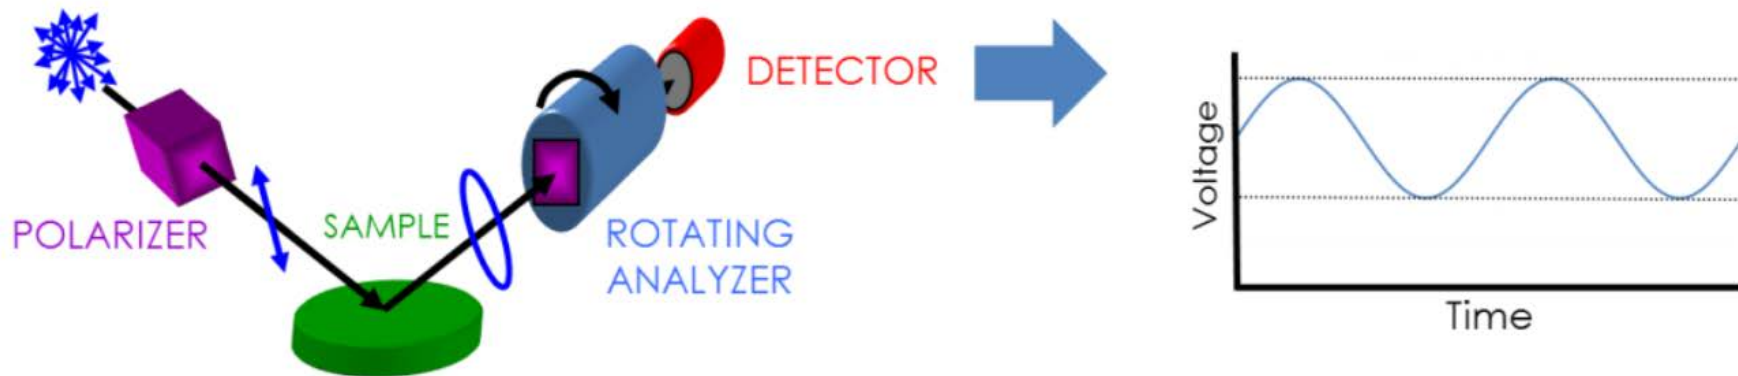 POLARIZER
SAMPLE
ROTATING
ANALYZER
DETECTOR
Voltage
Time